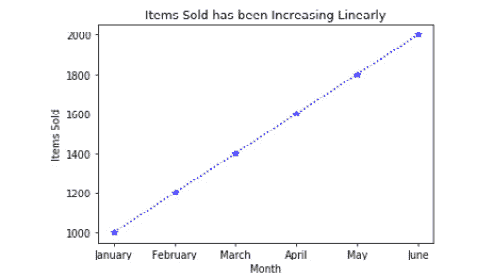 Items Sold has been Increasing Linearly
2000
1800
1600
1400
1200
1000
Items Sold
January February March April May June
Month